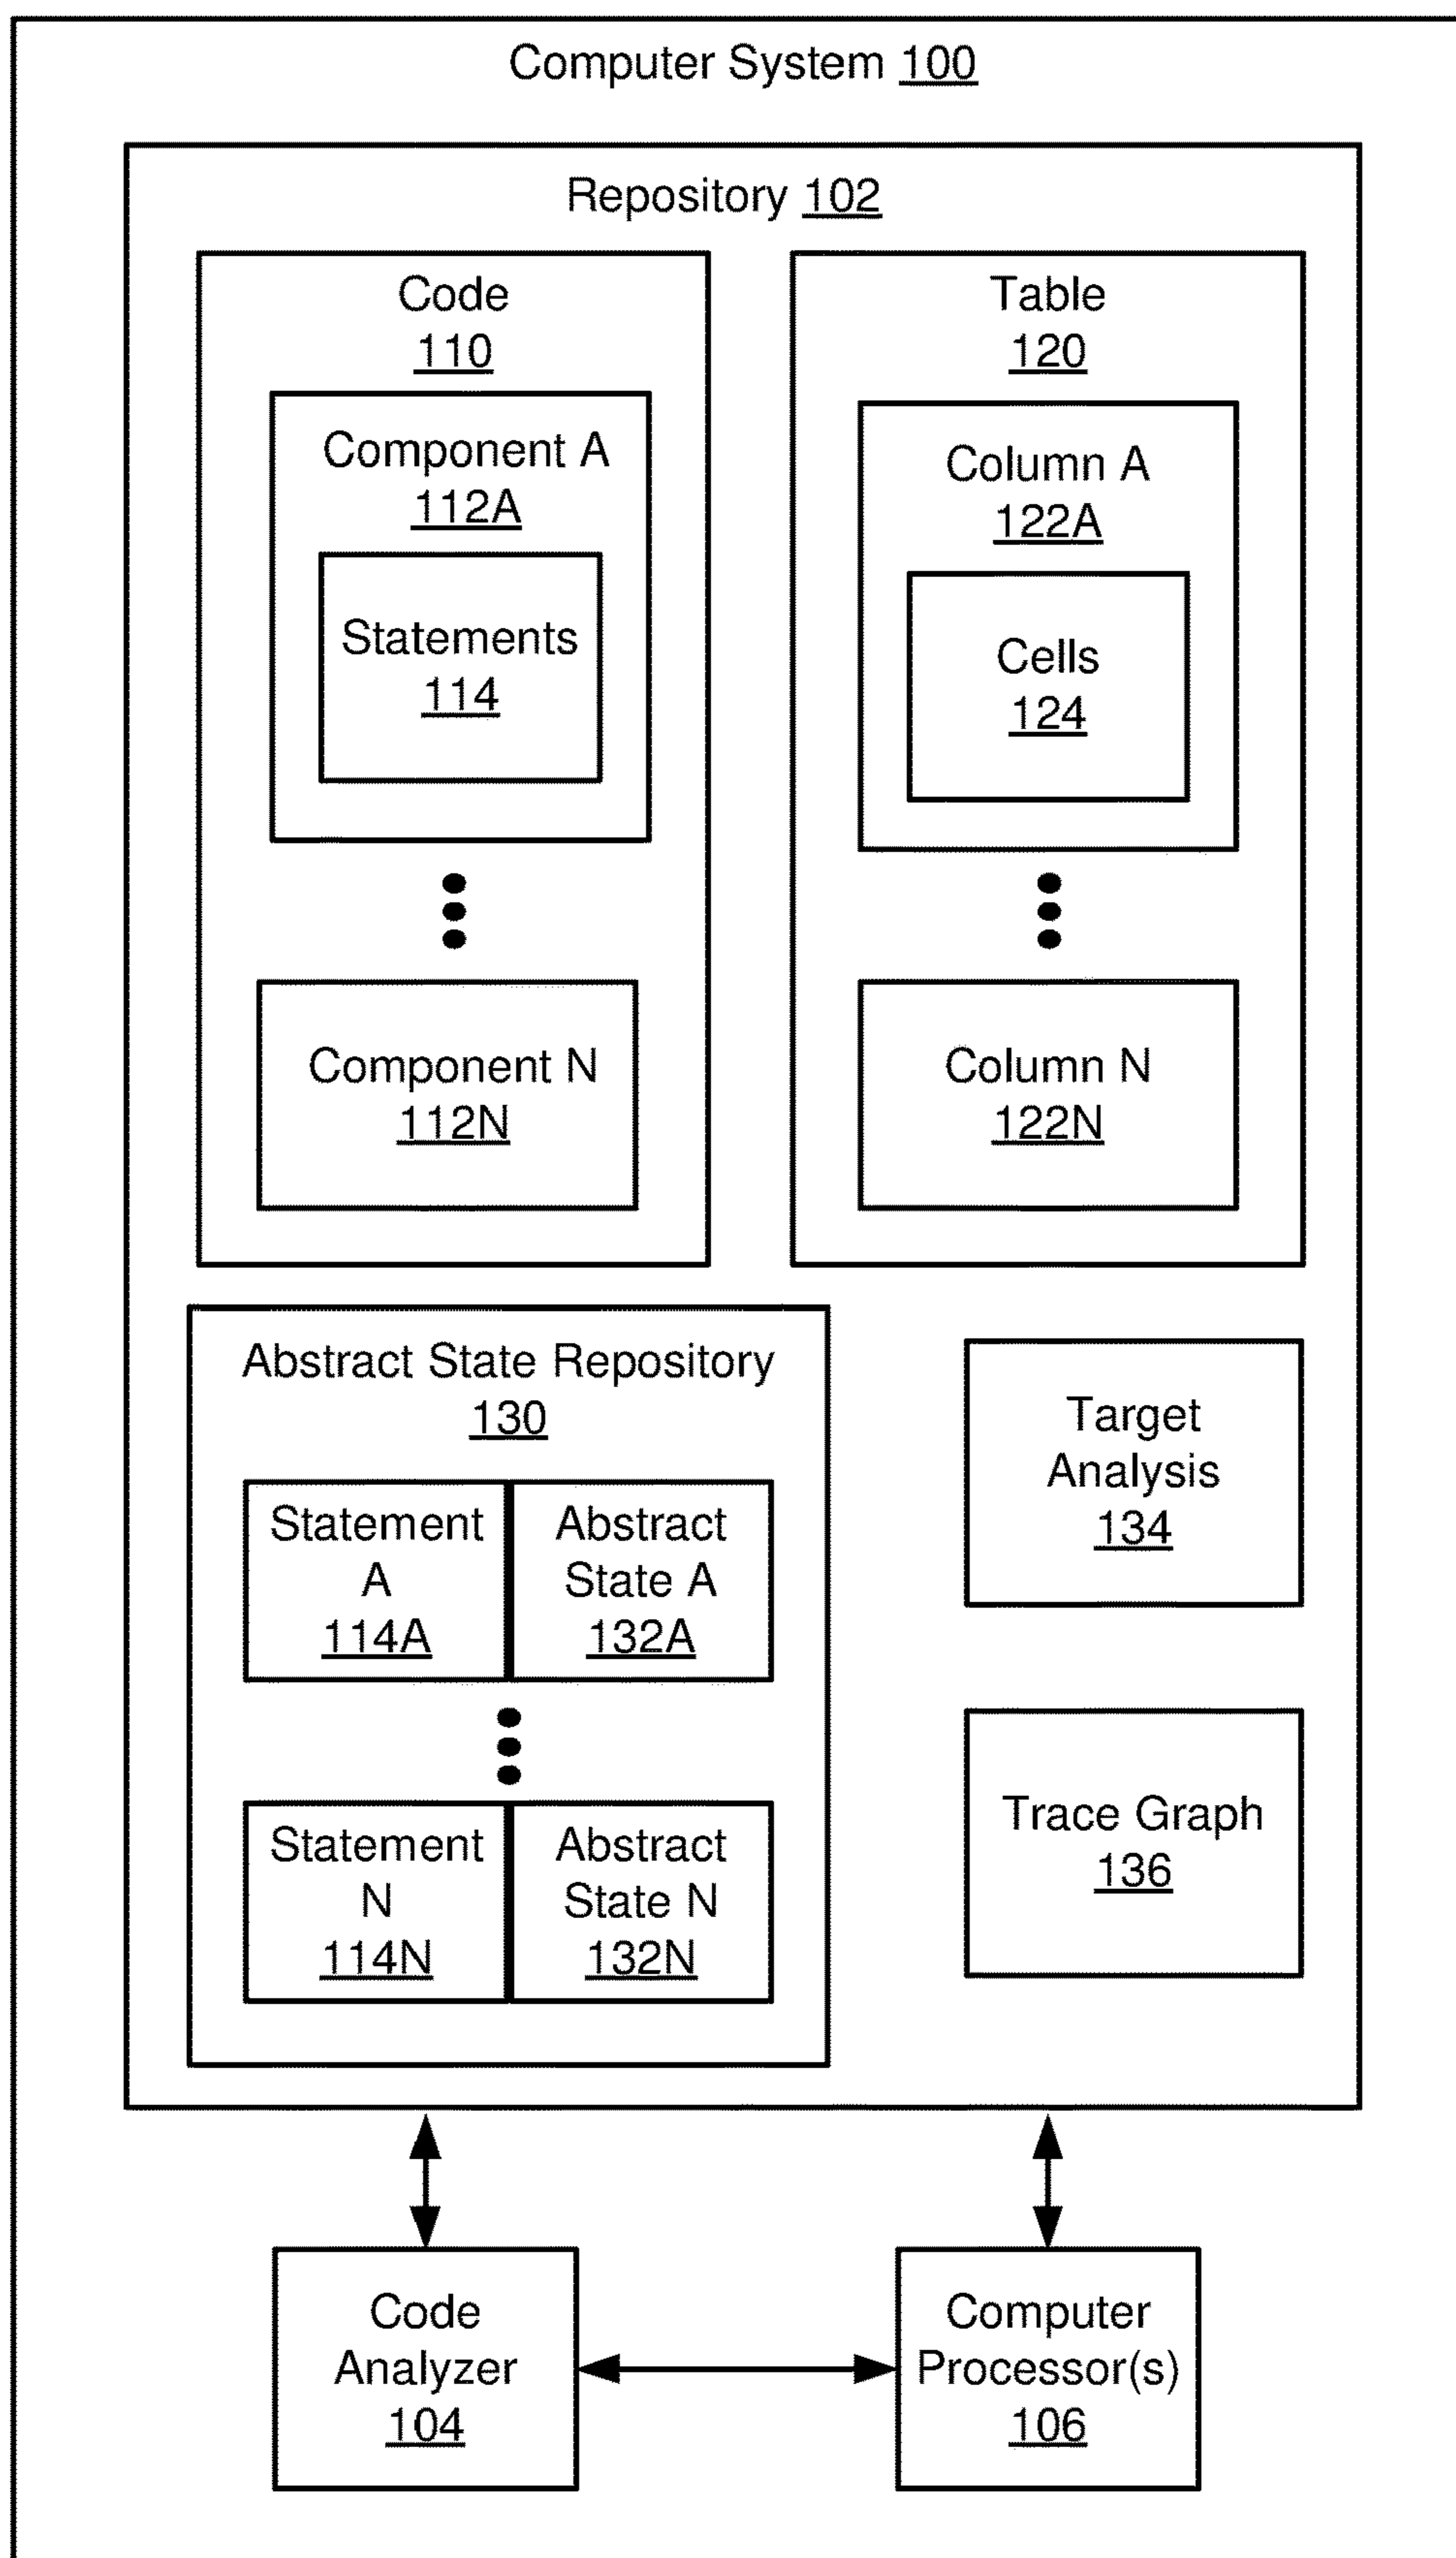 Computer System 100
Repository 102
Code
110
Component A
112A
Statements
114
Component N
112N
Table
120
Column A
122A
Cells
124
Column N
122N
Abstract State Repository
130
Statement
A
114A
Abstract
State A
132A
Statement
N
114N
Abstract
State N
132N
Target
Analysis
134
Trace Graph
136
Code
Analyzer
104
Computer
Processor(s)
106